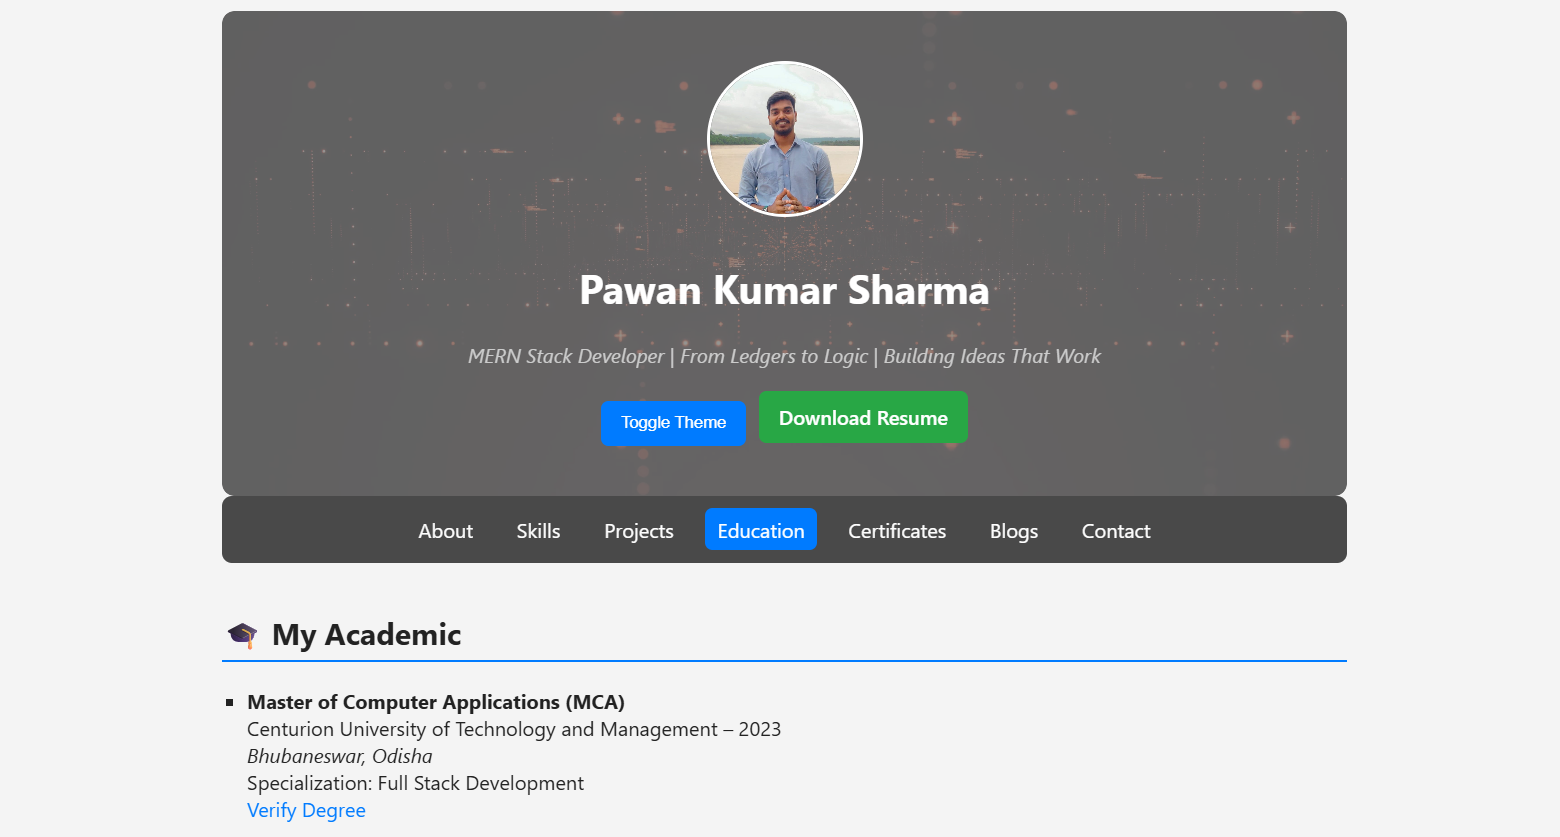 Pawan Kumar Sharma
MERN Stack Developer | From Ledgers to Logic | Building Ideas That Work
Toggle Theme Download Resume
About Skills Projects Education Certificates Blogs Contact
My Academic
Master of Computer Applications (MCA)
Centurion University of Technology and Management – 2023
Bhubaneswar, Odisha
Specialization: Full Stack Development
Verify Degree